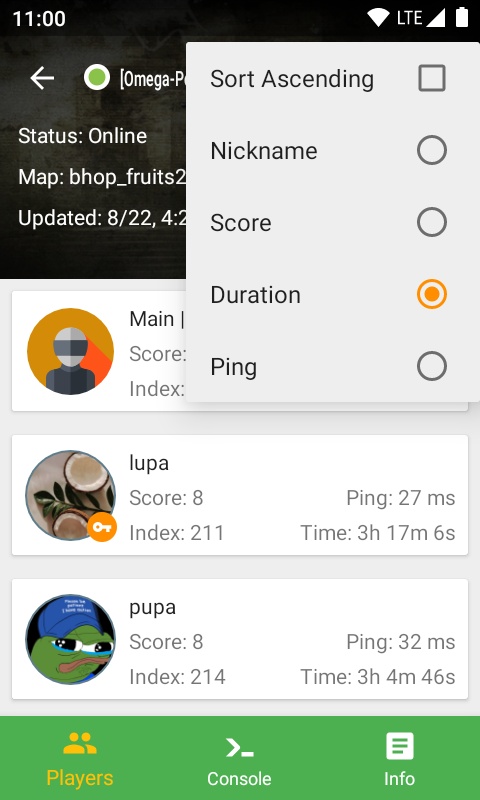 11:00
LTE
[Omega-P
Status: Online
Map: bhop_fruits2
Updated: 8/22, 4:2
Sort Ascending
Nickname
Score
Duration
Ping
Main |
Score:
Index:
lupa
Score: 8
Ping: 27 ms
Index: 211
Time: 3h 17m 6s
pupa
Score: 8
Ping: 32 ms
Index: 214
Time: 3h 4m 46s
Players
Console
Info